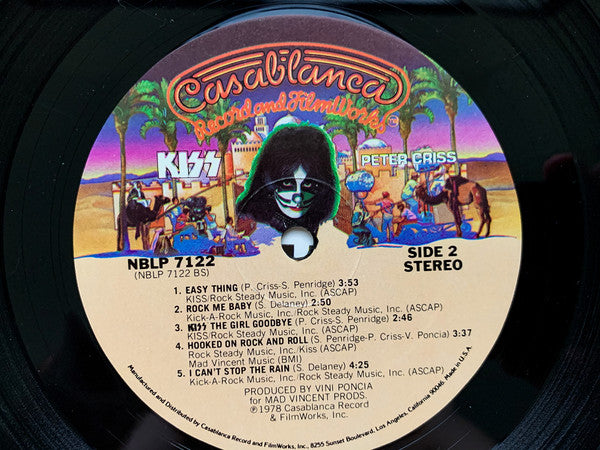 Casablanca
Record and FilmWorks
KISS
PETER CRISS
NBLP 7122
(NBLP 7122 BS)
SIDE 2
STEREO
1. EASY THING (P. Criss-S. Penridge) 3:53
KISS/Rock Steady Music, Inc. (ASCAP)
2. ROCK ME BABY (S. Delaney) 2:50
Kick-A-Rock Music, Inc./Rock Steady Music, Inc. (ASCAP)
3. KISS THE GIRL GOODBYE (P. Criss-S. Penridge) 2:46
KISS/Rock Steady Music, Inc. (ASCAP)
4. HOOKED ON ROCK AND ROLL (S. Penridge-P. Criss-V. Poncia) 3:37
Rock Steady Music, Inc./Kiss (ASCAP)
Mad Vincent Music (BMI)
5. I CAN'T STOP THE RAIN (S. Delaney) 4:25
Kick-A-Rock Music, Inc./Rock Steady Music, Inc. (ASCAP)
PRODUCED BY VINI PONCIA
for MAD VINCENT PRODS.
℗1978 Casablanca Record
& FilmWorks, Inc.
Manufactured and Distributed by Casablanca Record and FilmWorks, Inc., 8255 Sunset Boulevard, Los Angeles, California 90046. Made in U.S.A.